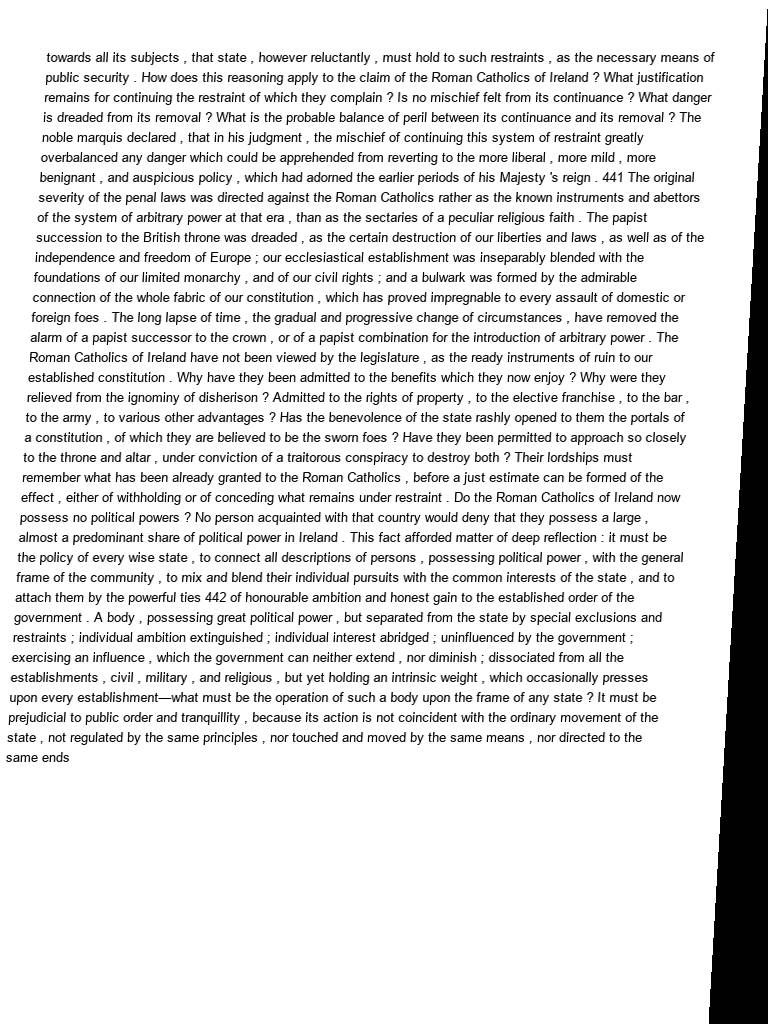 towards all its subjects , that state , however reluctantly , must hold to such restraints , as the necessary means of
public security . How does this reasoning apply to the claim of the Roman Catholics of Ireland ? What justification
remains for continuing the restraint of which they complain ? Is no mischief felt from its continuance ? What danger
is dreaded from its removal ? What is the probable balance of peril between its continuance and its removal ? The
noble marquis declared , that in his judgment , the mischief of continuing this system of restraint greatly
overbalanced any danger which could be apprehended from reverting to the more liberal , more mild , more
benignant , and auspicious policy , which had adorned the earlier periods of his Majesty 's reign . 441 The original
severity of the penal laws was directed against the Roman Catholics rather as the known instruments and abettors
of the system of arbitrary power at that era , than as the sectaries of a peculiar religious faith . The papist
succession to the British throne was dreaded , as the certain destruction of our liberties and laws , as well as of the
independence and freedom of Europe ; our ecclesiastical establishment was inseparably blended with the
foundations of our limited monarchy , and of our civil rights ; and a bulwark was formed by the admirable
connection of the whole fabric of our constitution , which has proved impregnable to every assault of domestic or
foreign foes . The long lapse of time , the gradual and progressive change of circumstances , have removed the
alarm of a papist successor to the crown , or of a papist combination for the introduction of arbitrary power . The
Roman Catholics of Ireland have not been viewed by the legislature , as the ready instruments of ruin to our
established constitution . Why have they been admitted to the benefits which they now enjoy ? Why were they
relieved from the ignominy of disherison ? Admitted to the rights of property , to the elective franchise , to the bar ,
to the army , to various other advantages ? Has the benevolence of the state rashly opened to them the portals of
a constitution , of which they are believed to be the sworn foes ? Have they been permitted to approach so closely
to the throne and altar , under conviction of a traitorous conspiracy to destroy both ? Their lordships must
remember what has been already granted to the Roman Catholics , before a just estimate can be formed of the
effect , either of withholding or of conceding what remains under restraint . Do the Roman Catholics of Ireland now
possess no political powers ? No person acquainted with that country would deny that they possess a large ,
almost a predominant share of political power in Ireland . This fact afforded matter of deep reflection : it must be
the policy of every wise state , to connect all descriptions of persons , possessing political power , with the general
frame of the community , to mix and blend their individual pursuits with the common interests of the state , and to
attach them by the powerful ties 442 of honourable ambition and honest gain to the established order of the
government . A body , possessing great political power , but separated from the state by special exclusions and
restraints ; individual ambition extinguished ; individual interest abridged ; uninfluenced by the government ;
exercising an influence , which the government can neither extend , nor diminish ; dissociated from all the
establishments , civil , military , and religious , but yet holding an intrinsic weight , which occasionally presses
upon every establishment—what must be the operation of such a body upon the frame of any state ? It must be
prejudicial to public order and tranquillity , because its action is not coincident with the ordinary movement of the
state , not regulated by the same principles , nor touched and moved by the same means , nor directed to the
same ends